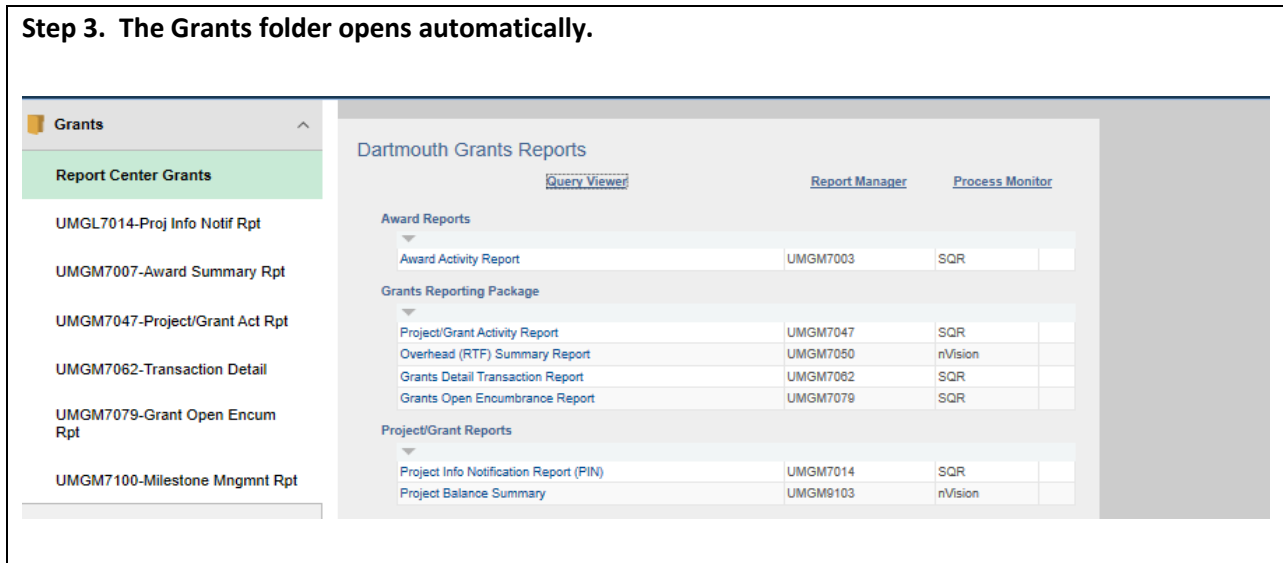 Step 3. The Grants folder opens automatically.
Grants
Report Center Grants
UMGL7014-Proj Info Notif Rpt
UMGM7007-Award Summary Rpt
UMGM7047-Project/Grant Act Rpt
UMGM7062-Transaction Detail
UMGM7079-Grant Open Encum
Rpt
UMGM7100-Milestone Mngmnt Rpt
Dartmouth Grants Reports
Query Viewer Report Manager Process Monitor
Award Reports
Award Activity Report UMGM7003 SQR
Grants Reporting Package
Project/Grant Activity Report UMGM7047 SQR
Overhead (RTF) Summary Report UMGM7050 nVision
Grants Detail Transaction Report UMGM7062 SQR
Grants Open Encumbrance Report UMGM7079 SQR
Project/Grant Reports
Project Info Notification Report (PIN) UMGM7014 SQR
Project Balance Summary UMGM9103 nVision